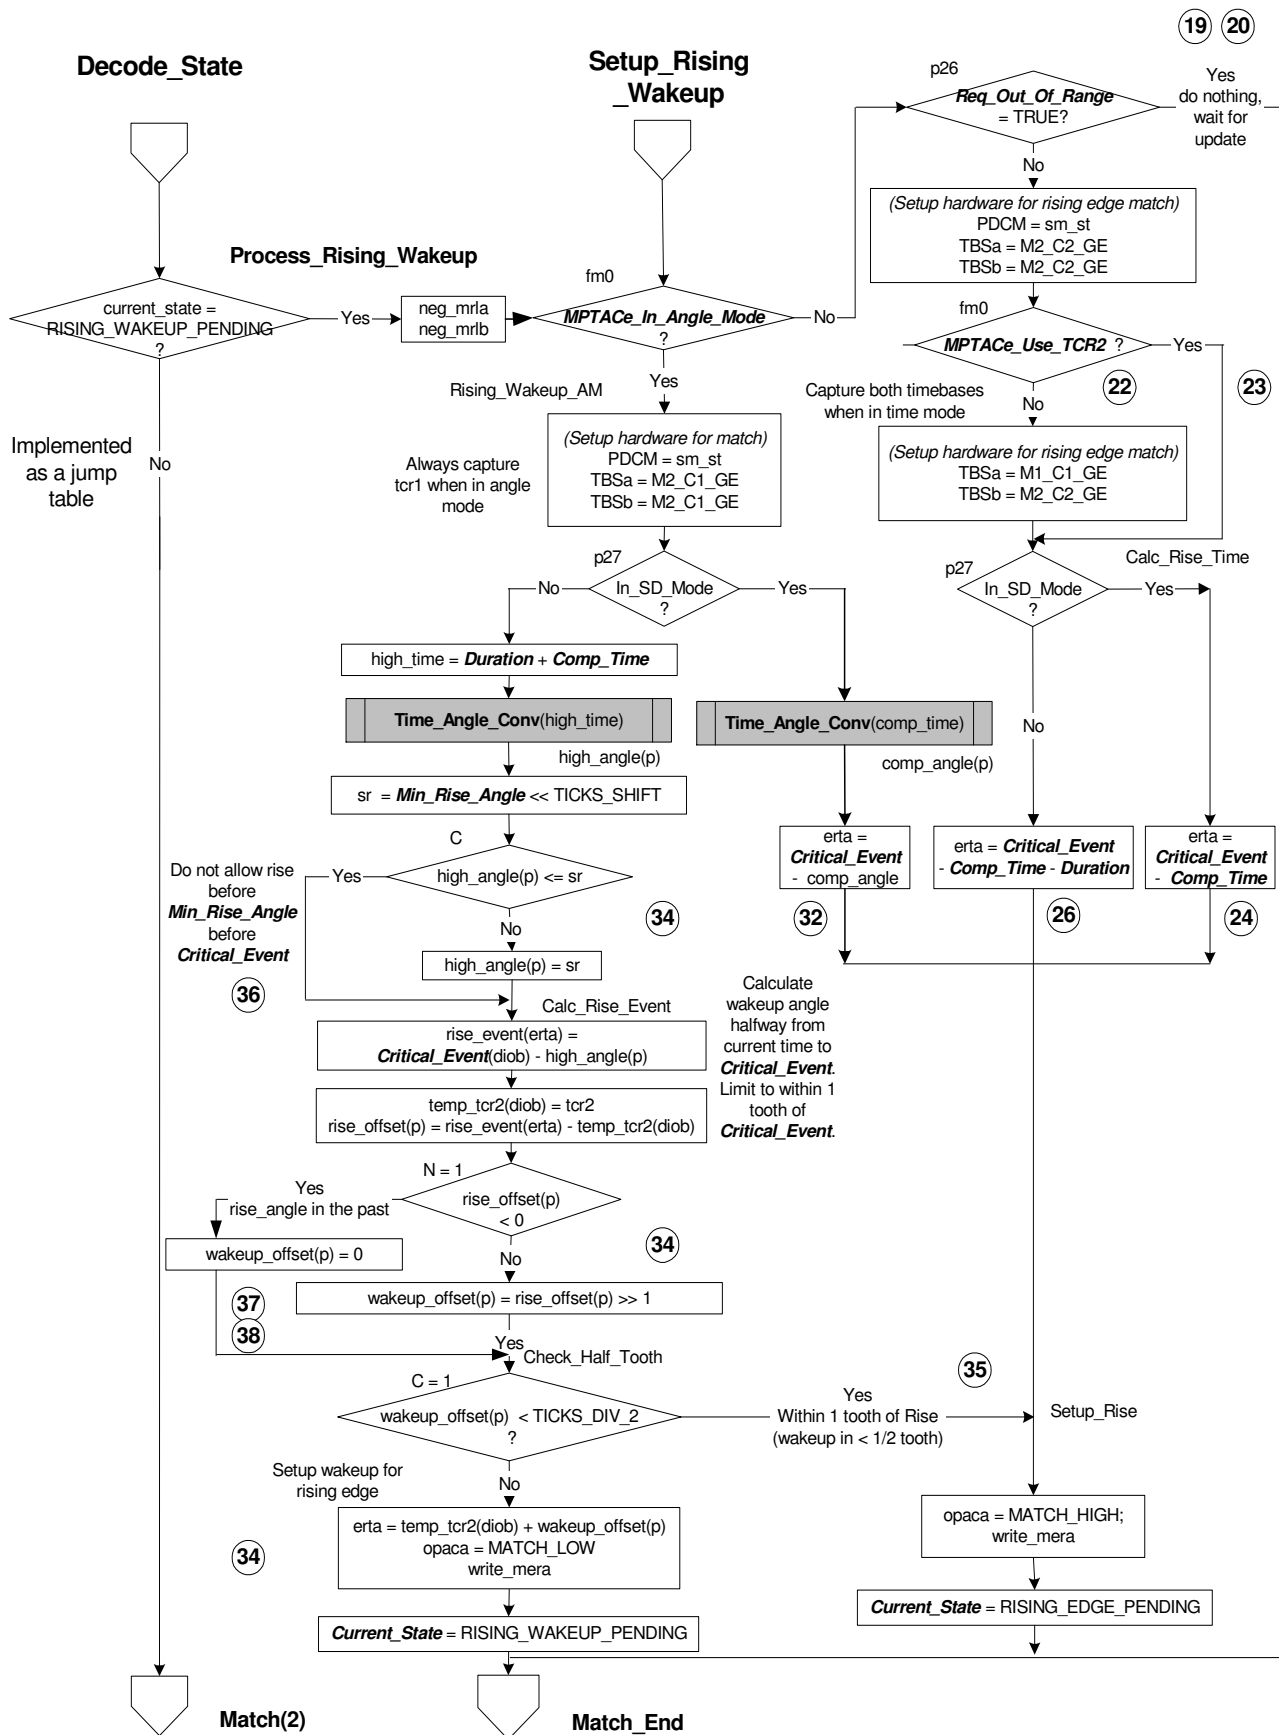 19 20
Decode_State
Setup_Rising
_Wakeup
p26
Req_Out_Of_Range
= TRUE?
Yes
do nothing,
wait for
update
No
(Setup hardware for rising edge match)
PDCM = sm_st
TBSa = M2_C2_GE
TBSb = M2_C2_GE
Process_Rising_Wakeup
current_state =
RISING_WAKEUP_PENDING
?
Yes
neg_mrla
neg_mrlb
fm0
MPTACe_In_Angle_Mode
?
No
fm0
MPTACe_Use_TCR2 ?
Yes
22
23
Rising_Wakeup_AM
Yes
Capture both timebases
when in time mode
No
Implemented
as a jump
table
No
Always capture
tcr1 when in angle
mode
(Setup hardware for match)
PDCM = sm_st
TBSa = M2_C1_GE
TBSb = M2_C1_GE
(Setup hardware for rising edge match)
TBSa = M1_C1_GE
TBSb = M2_C2_GE
p27
In_SD_Mode
?
No
Yes
Calc_Rise_Time
p27
In_SD_Mode
?
Yes
No
high_time = Duration + Comp_Time
Time_Angle_Conv(high_time)
high_angle(p)
Time_Angle_Conv(comp_time)
comp_angle(p)
sr = Min_Rise_Angle << TICKS_SHIFT
C
high_angle(p) <= sr
Yes
Do not allow rise
before
Min_Rise_Angle
before
Critical_Event
36
No
34
high_angle(p) = sr
erta =
Critical_Event
- comp_angle
32
erta = Critical_Event
- Comp_Time - Duration
26
erta =
Critical_Event
- Comp_Time
24
Calc_Rise_Event
rise_event(erta) =
Critical_Event(diob) - high_angle(p)
Calculate
wakeup angle
halfway from
current time to
Critical_Event.
Limit to within 1
tooth of
Critical_Event.
temp_tcr2(diob) = tcr2
rise_offset(p) = rise_event(erta) - temp_tcr2(diob)
N = 1
rise_offset(p)
< 0
Yes
rise_angle in the past
wakeup_offset(p) = 0
No
34
37
38
wakeup_offset(p) = rise_offset(p) >> 1
Yes
Check_Half_Tooth
C = 1
wakeup_offset(p) < TICKS_DIV_2
?
35
Yes
Within 1 tooth of Rise
(wakeup in < 1/2 tooth)
Setup_Rise
Setup wakeup for
rising edge
No
34
erta = temp_tcr2(diob) + wakeup_offset(p)
opaca = MATCH_LOW
write_mera
opaca = MATCH_HIGH;
write_mera
Current_State = RISING_WAKEUP_PENDING
Current_State = RISING_EDGE_PENDING
Match(2)
Match_End